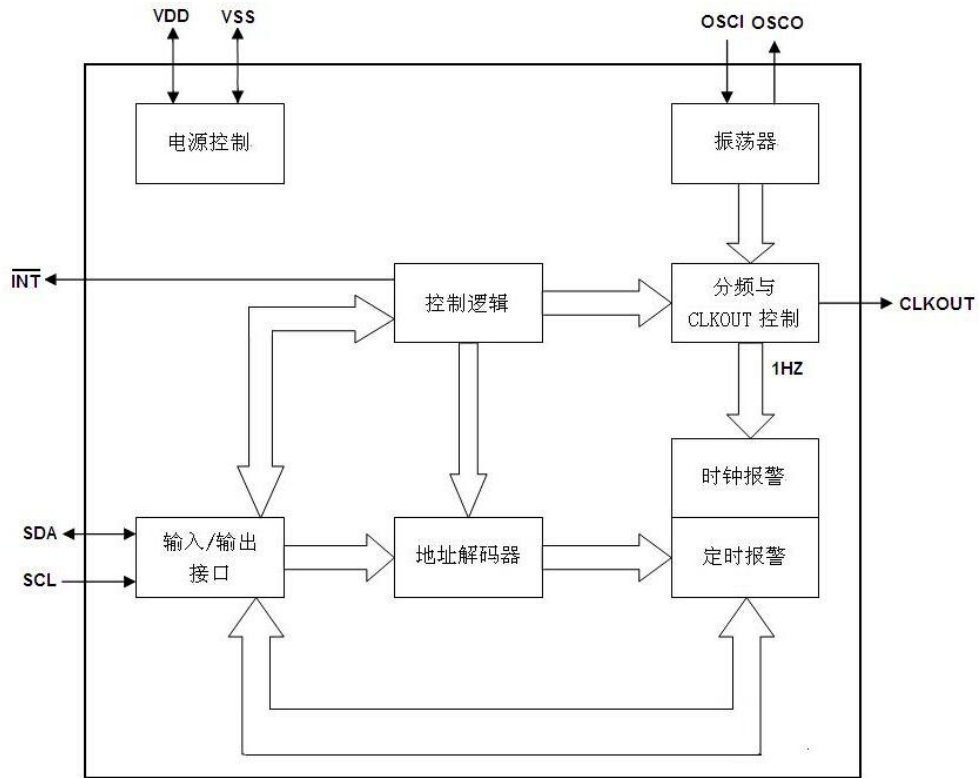 VDD
VSS
OSCI OSCO
电源控制
振荡器
INT
控制逻辑
分频与
CLKOUT 控制
CLKOUT
1HZ
时钟报警
SDA
SCL
输入/输出
接口
地址解码器
定时报警